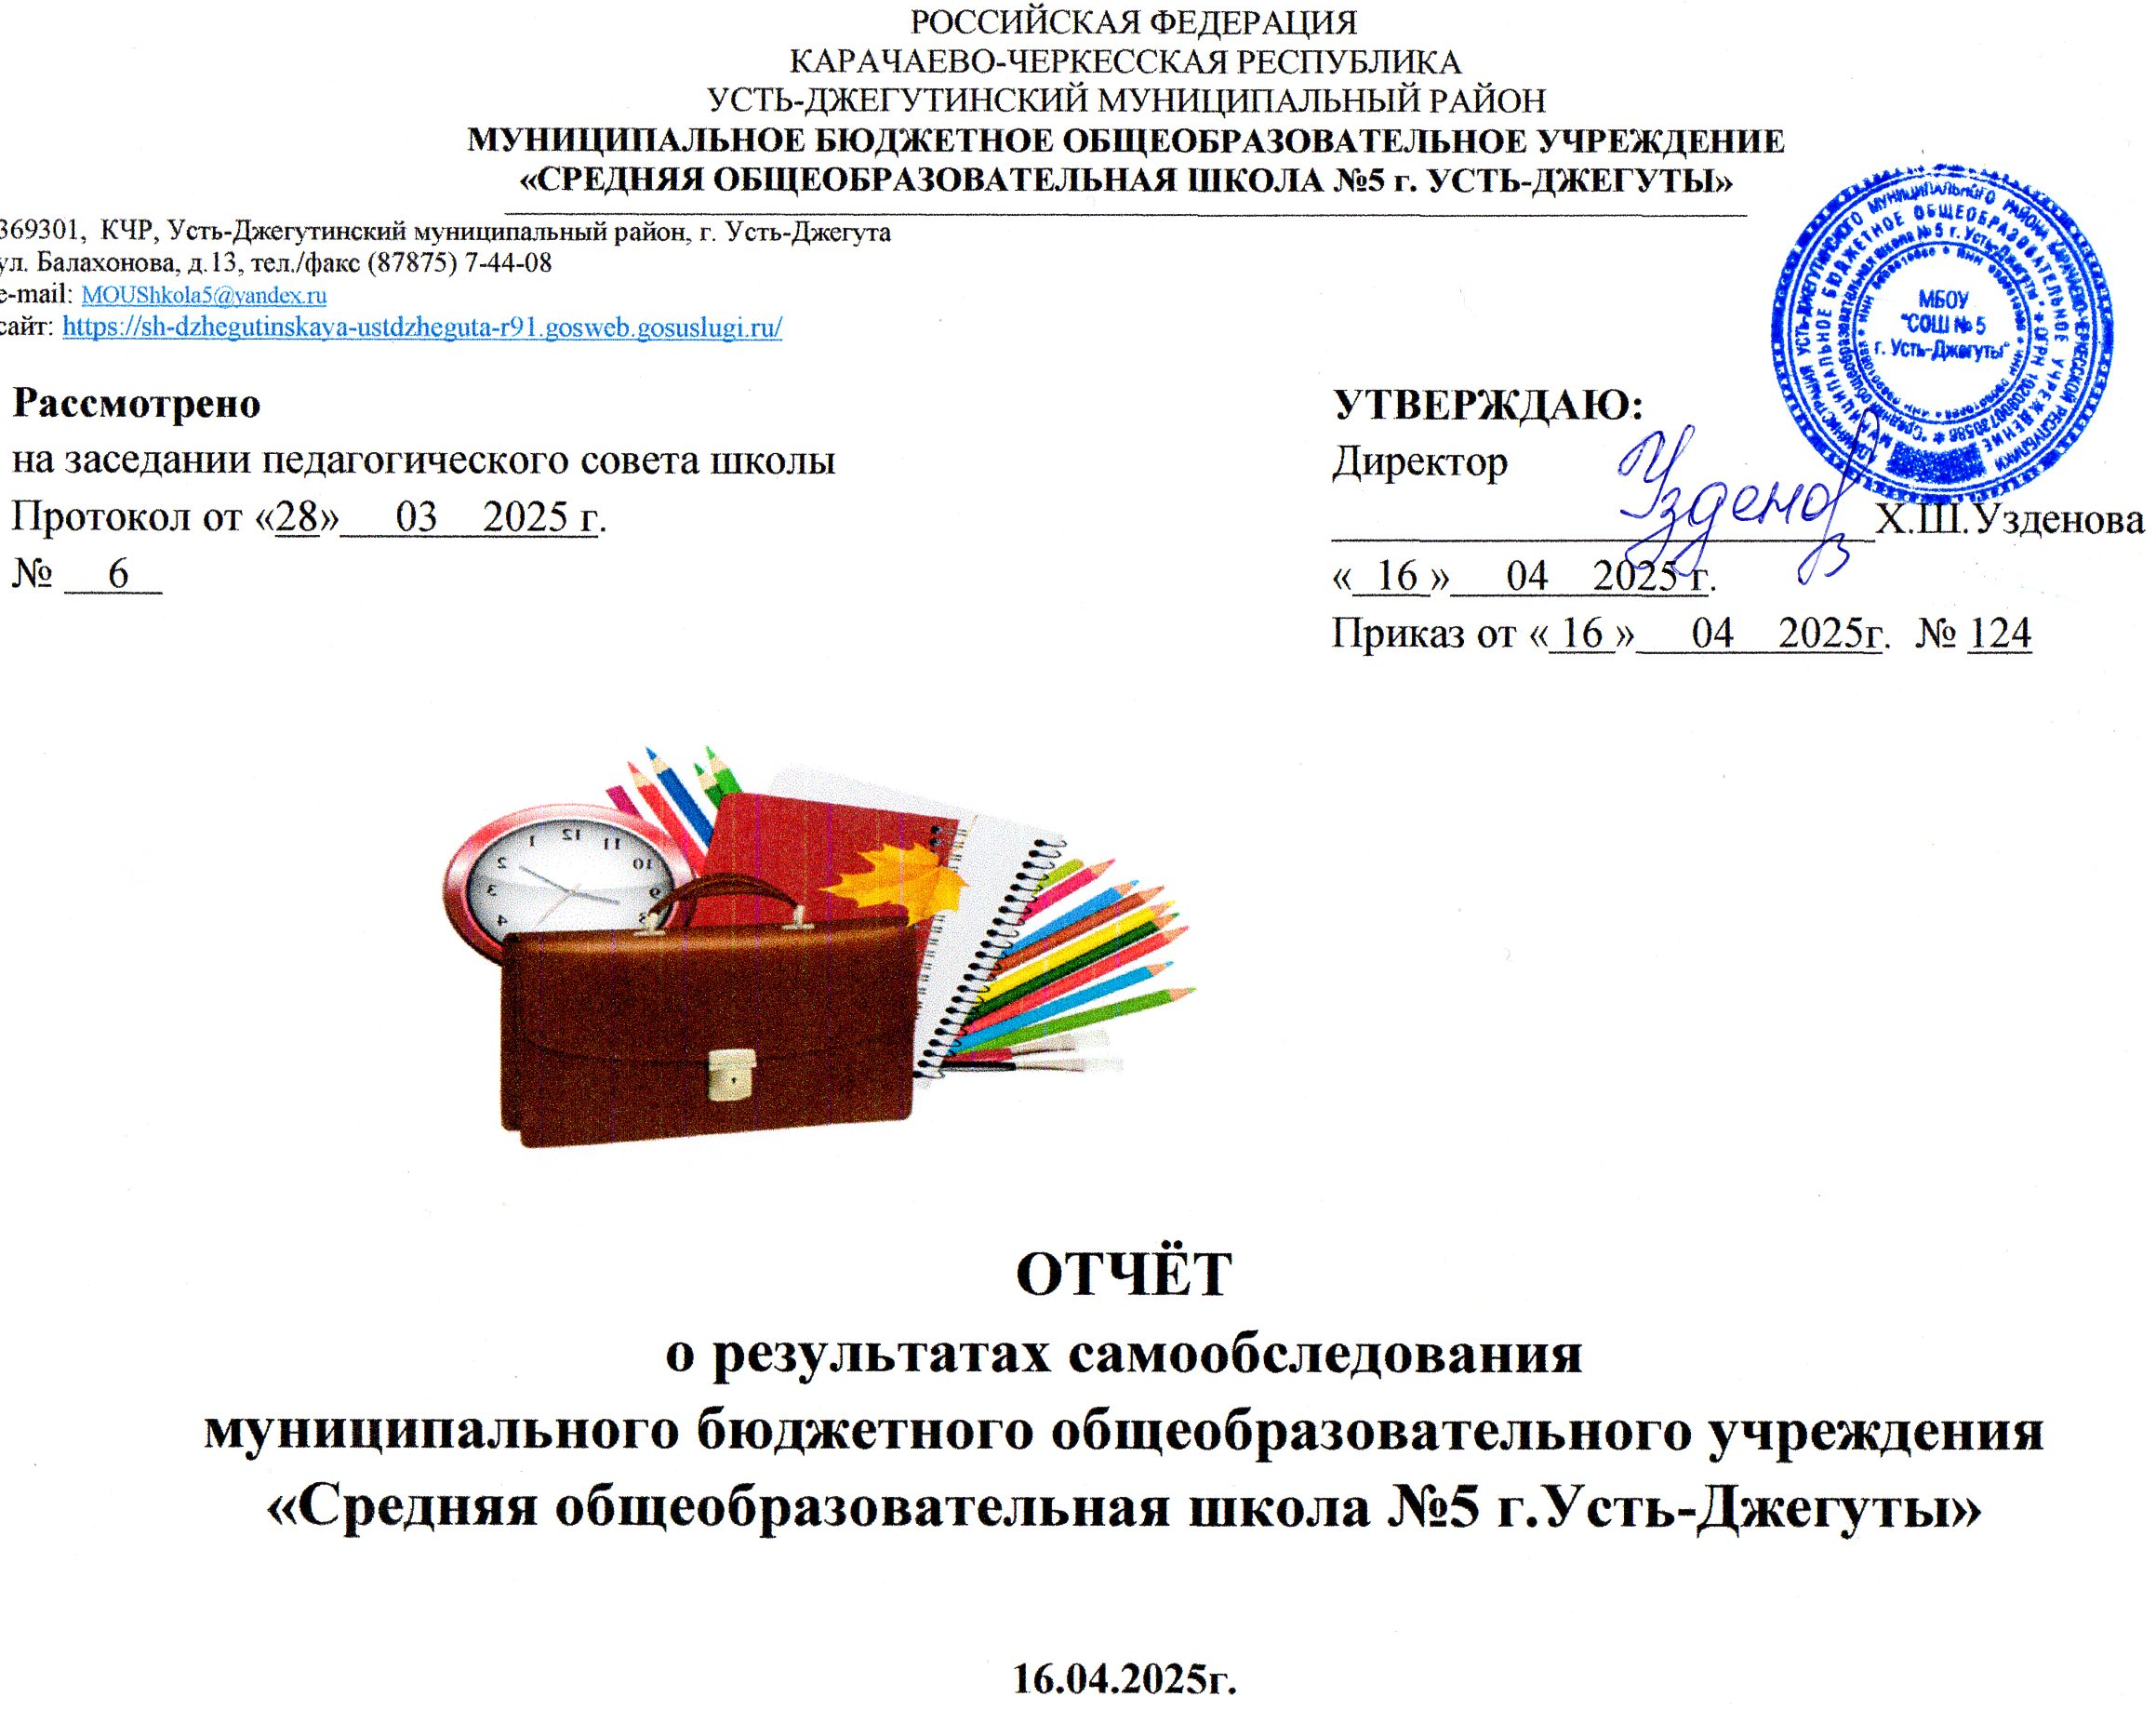 РОССИЙСКАЯ ФЕДЕРАЦИЯ
КАРАЧАЕВО-ЧЕРКЕССКАЯ РЕСПУБЛИКА
УСТЬ-ДЖЕГУТИНСКИЙ МУНИЦИПАЛЬНЫЙ РАЙОН
МУНИЦИПАЛЬНОЕ БЮДЖЕТНОЕ ОБЩЕОБРАЗОВАТЕЛЬНОЕ УЧРЕЖДЕНИЕ
«СРЕДНЯЯ ОБЩЕОБРАЗОВАТЕЛЬНАЯ ШКОЛА №5 г. УСТЬ-ДЖЕГУТЫ»
369301, КЧР, Усть-Джегутинский муниципальный район, г. Усть-Джегута
ул. Балахонова, д.13, тел./факс (87875) 7-44-08
e-mail: MOUShkola5@yandex.ru
сайт: https://sh-dzhegutinskaya-ustdzheguta-r91.gosweb.gosuslugi.ru/
МБОУ
"СОШ № 5
г. Усть-Джегуты"
Рассмотрено
на заседании педагогического совета школы
Протокол от «28» 03 2025 г.
№ 6
УТВЕРЖДАЮ:
Директор
Х.Ш.Узденова
« 16 » 04 2025 г.
Приказ от « 16 » 04 2025г. № 124
ОТЧЁТ
о результатах самообследования
муниципального бюджетного общеобразовательного учреждения
«Средняя общеобразовательная школа №5 г.Усть-Джегуты»
16.04.2025г.